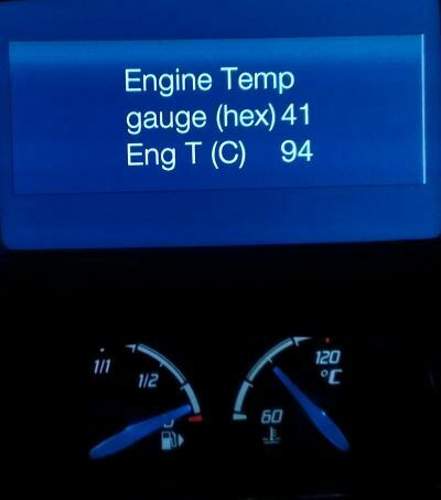 Engine Temp
gauge (hex) 41
Eng T (C) 94
1/1
1/2
120
°C
60